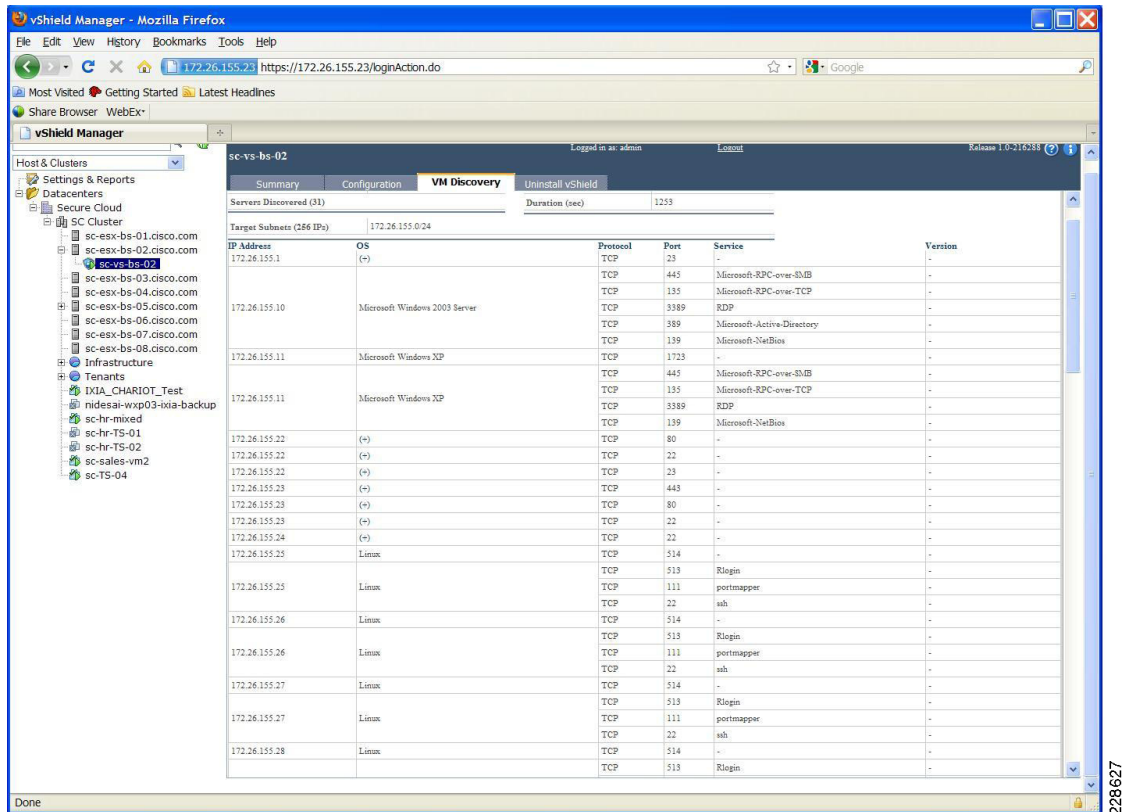 vShield Manager - Mozilla Firefox
File Edit View History Bookmarks Tools Help
172.26.155.23 https://172.26.155.23/loginAction.do
Google
Most Visited Getting Started Latest Headlines
Share Browser WebEx
vShield Manager
Host & Clusters
Settings & Reports
Datacenters
Secure Cloud
SC Cluster
sc-esx-bs-01.cisco.com
sc-esx-bs-02.cisco.com
sc-vs-bs-02
sc-esx-bs-03.cisco.com
sc-esx-bs-04.cisco.com
sc-esx-bs-05.cisco.com
sc-esx-bs-06.cisco.com
sc-esx-bs-07.cisco.com
sc-esx-bs-08.cisco.com
Infrastructure
Tenants
IXIA_CHARIOT_Test
nidesai-wxp03-ixia-backup
sc-hr-mixed
sc-hr-TS-01
sc-hr-TS-02
sc-sales-vm2
sc-TS-04
sc-vs-bs-02 Logged in as: admin Logout Release 1.0-216288
Summary Configuration VM Discovery Uninstall vShield
Servers Discovered (31) Duration (sec) 1253
Target Subnets (256 IPs) 172.26.155.0/24
IP Address OS Protocol Port Service Version
172.26.155.1 (+) TCP 23 - -
TCP 445 Microsoft-RPC-over-SMB -
TCP 135 Microsoft-RPC-over-TCP -
172.26.155.10 Microsoft Windows 2003 Server TCP 3389 RDP -
TCP 389 Microsoft-Active-Directory -
TCP 139 Microsoft-NetBios -
172.26.155.11 Microsoft Windows XP TCP 1723 - -
TCP 445 Microsoft-RPC-over-SMB -
172.26.155.11 Microsoft Windows XP TCP 135 Microsoft-RPC-over-TCP -
TCP 3389 RDP -
TCP 139 Microsoft-NetBios -
172.26.155.22 (+) TCP 80 - -
172.26.155.22 (+) TCP 22 - -
172.26.155.22 (+) TCP 23 - -
172.26.155.23 (+) TCP 443 - -
172.26.155.23 (+) TCP 80 - -
172.26.155.23 (+) TCP 22 - -
172.26.155.24 (+) TCP 22 - -
172.26.155.25 Linux TCP 514 - -
TCP 513 Rlogin -
172.26.155.25 Linux TCP 111 portmapper -
TCP 22 ssh -
172.26.155.26 Linux TCP 514 - -
TCP 513 Rlogin -
172.26.155.26 Linux TCP 111 portmapper -
TCP 22 ssh -
172.26.155.27 Linux TCP 514 - -
TCP 513 Rlogin -
172.26.155.27 Linux TCP 111 portmapper -
TCP 22 ssh -
172.26.155.28 Linux TCP 514 - -
TCP 513 Rlogin -
Done
228627